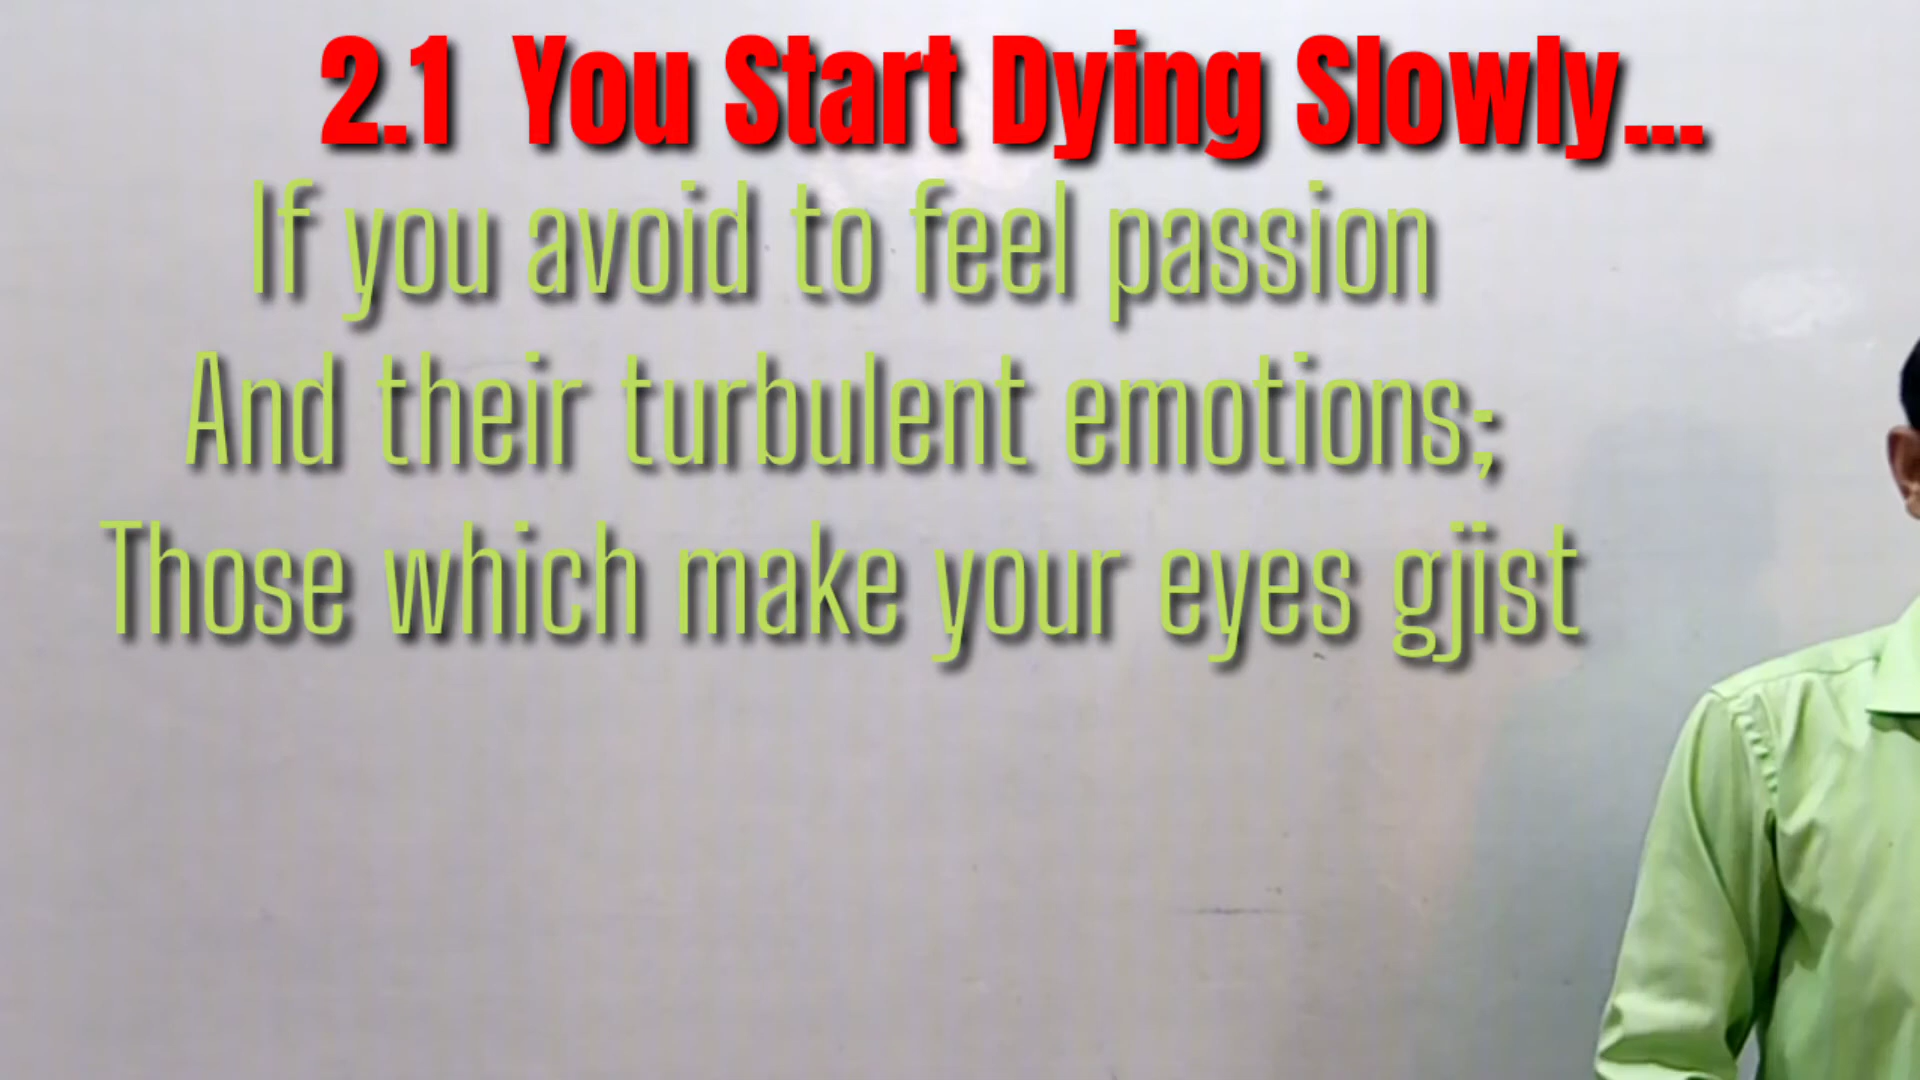 2.1 You Start Dying Slowly...
If you avoid to feel passion
And their turbulent emotions;
Those which make your eyes gjist